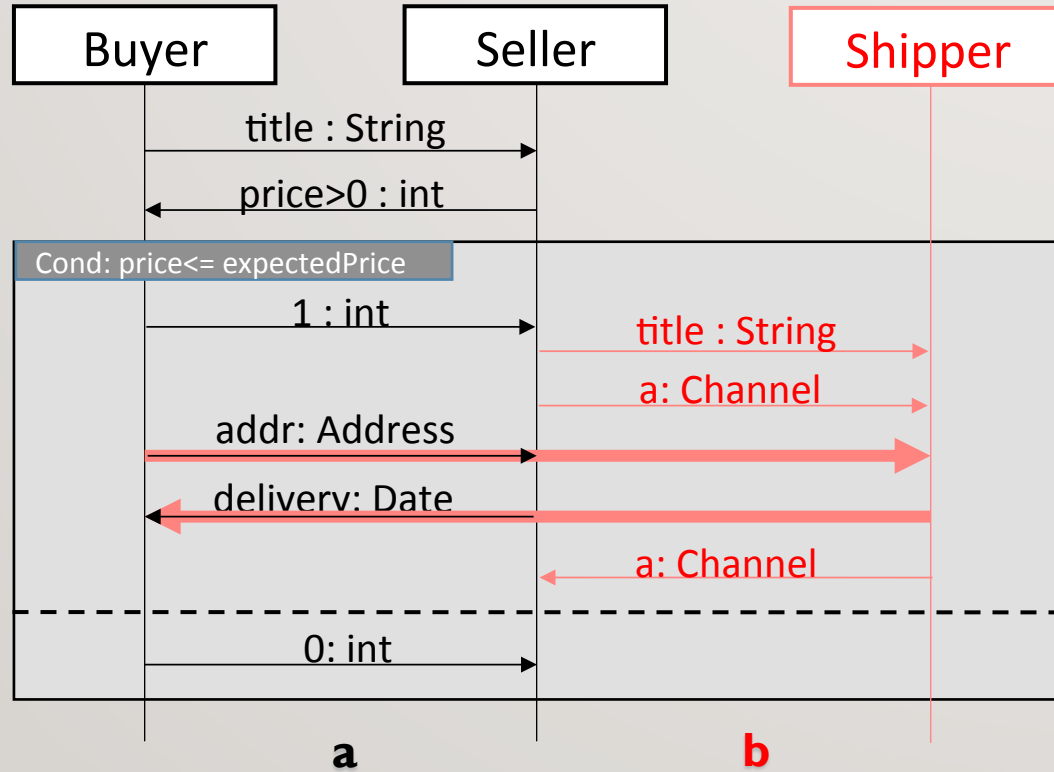 Buyer
Seller
Shipper
title : String
price>0 : int
Cond: price<= expectedPrice
1 : int
title : String
a: Channel
addr: Address
delivery: Date
a: Channel
0: int
a
b